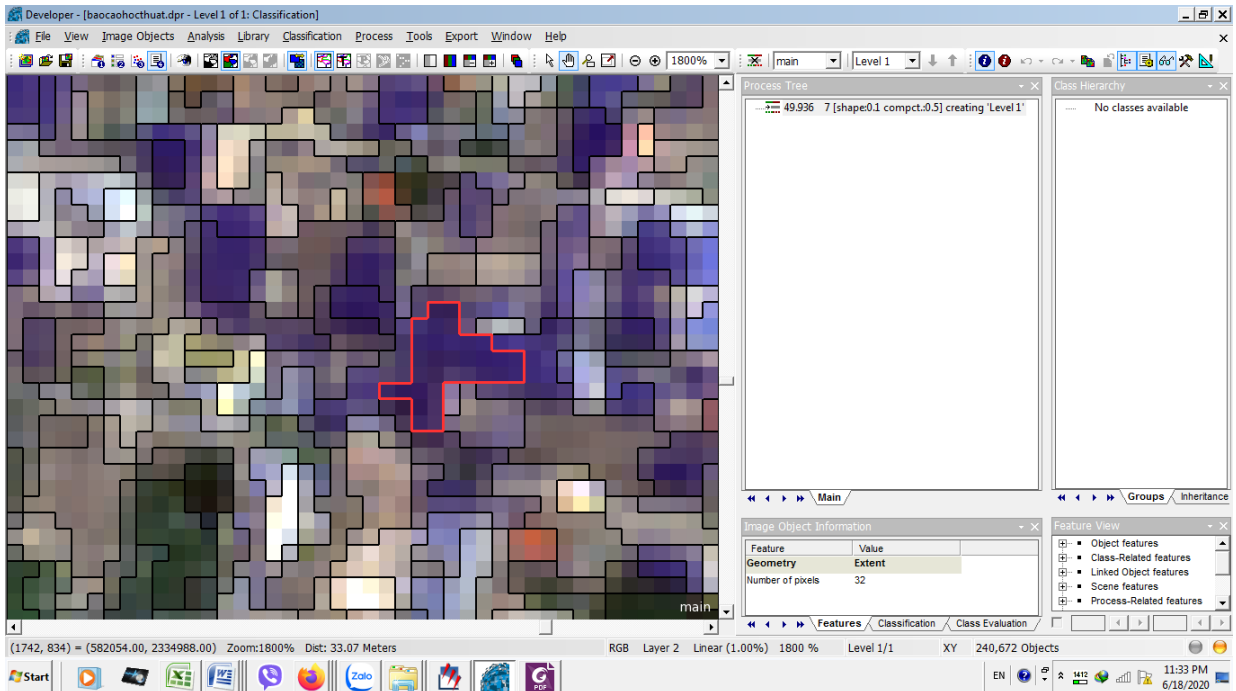 Developer - [baocaohocthuat.dpr - Level 1 of 1: Classification]
File View Image Objects Analysis Library Classification Process Tools Export Window Help
1800% main Level 1
Process Tree
49.936 7 [shape:0.1 compct.:0.5] creating 'Level 1'
Main
Class Hierarchy
No classes available
Groups Inheritance
Image Object Information
Feature Value
Geometry Extent
Number of pixels 32
Features Classification Class Evaluation
Feature View
Object features
Class-Related features
Linked Object features
Scene features
Process-Related features
main
(1742, 834) = (582054.00, 2334988.00) Zoom:1800% Dist: 33.07 Meters RGB Layer 2 Linear (1.00%) 1800 % Level 1/1 XY 240,672 Objects
Start Zalo PDF EN 1412 11:33 PM
6/18/2020